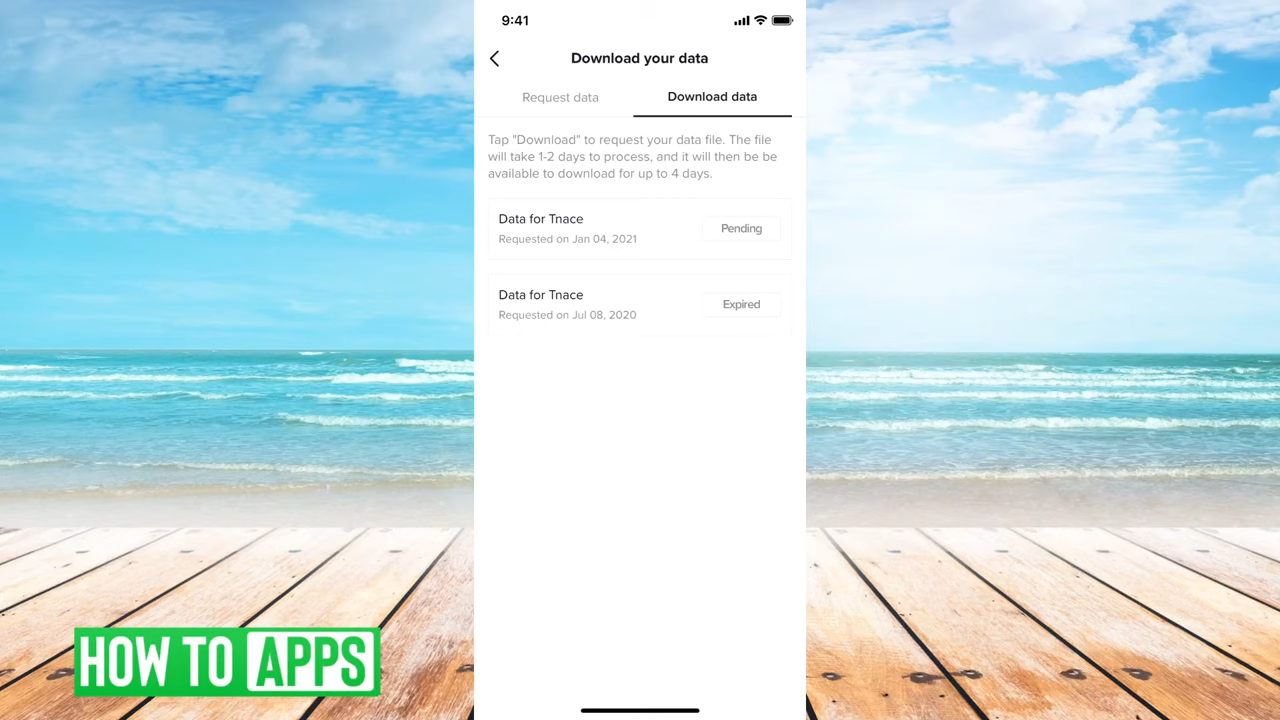 9:41
Download your data
Request data
Download data
Tap "Download" to request your data file. The file
will take 1-2 days to process, and it will then be be
available to download for up to 4 days.
Data for Tnace
Requested on Jan 04, 2021
Pending
Data for Tnace
Requested on Jul 08, 2020
Expired
HOW TO APPS